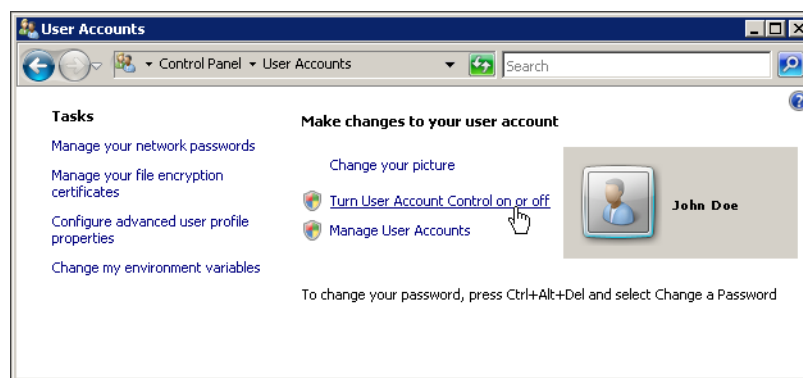 User Accounts
Control Panel User Accounts Search
Tasks
Manage your network passwords
Manage your file encryption
certificates
Configure advanced user profile
properties
Change my environment variables
Make changes to your user account
Change your picture
Turn User Account Control on or off
Manage User Accounts
John Doe
To change your password, press Ctrl+Alt+Del and select Change a Password